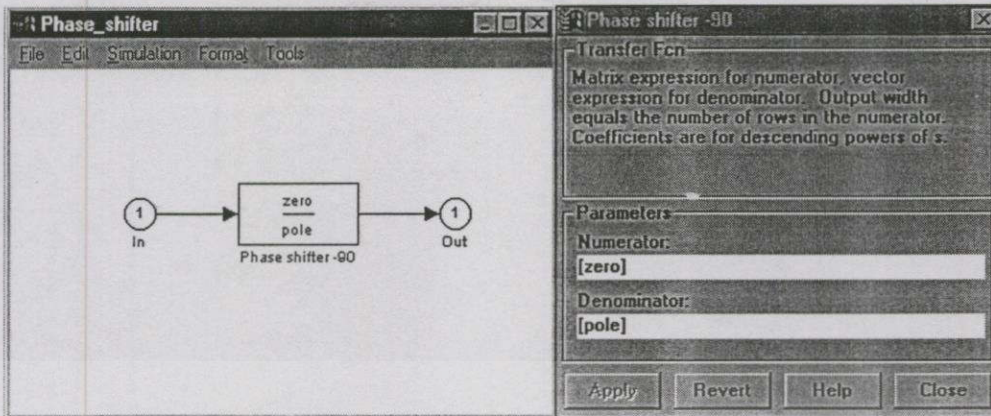 Phase_shifter
File Edit Simulation Format Tools
1
In
zero
pole
Phase shifter -90
1
Out
Phase shifter -90
Transfer Fcn
Matrix expression for numerator, vector
expression for denominator. Output width
equals the number of rows in the numerator.
Coefficients are for descending powers of s.
Parameters
Numerator:
[zero]
Denominator:
[pole]
Apply Revert Help Close